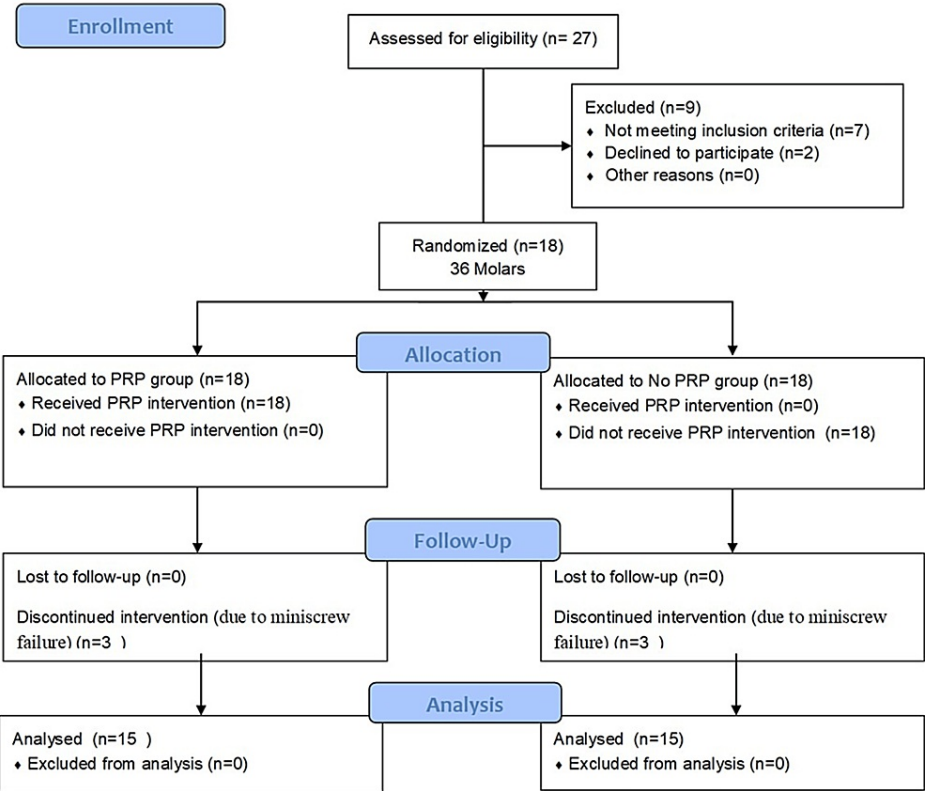 Enrollment
Assessed for eligibility (n= 27)
Excluded (n=9)
♦ Not meeting inclusion criteria (n=7)
♦ Declined to participate (n=2)
♦ Other reasons (n=0)
Randomized (n=18)
36 Molars
Allocation
Allocated to PRP group (n=18)
♦ Received PRP intervention (n=18)
♦ Did not receive PRP intervention (n=0)
Allocated to No PRP group (n=18)
♦ Received PRP intervention (n=0)
♦ Did not receive PRP intervention (n=18)
Follow-Up
Lost to follow-up (n=0)
Discontinued intervention (due to miniscrew
failure) (n=3 )
Lost to follow-up (n=0)
Discontinued intervention (due to miniscrew
failure) (n=3 )
Analysis
Analysed (n=15 )
♦ Excluded from analysis (n=0)
Analysed (n=15)
♦ Excluded from analysis (n=0)